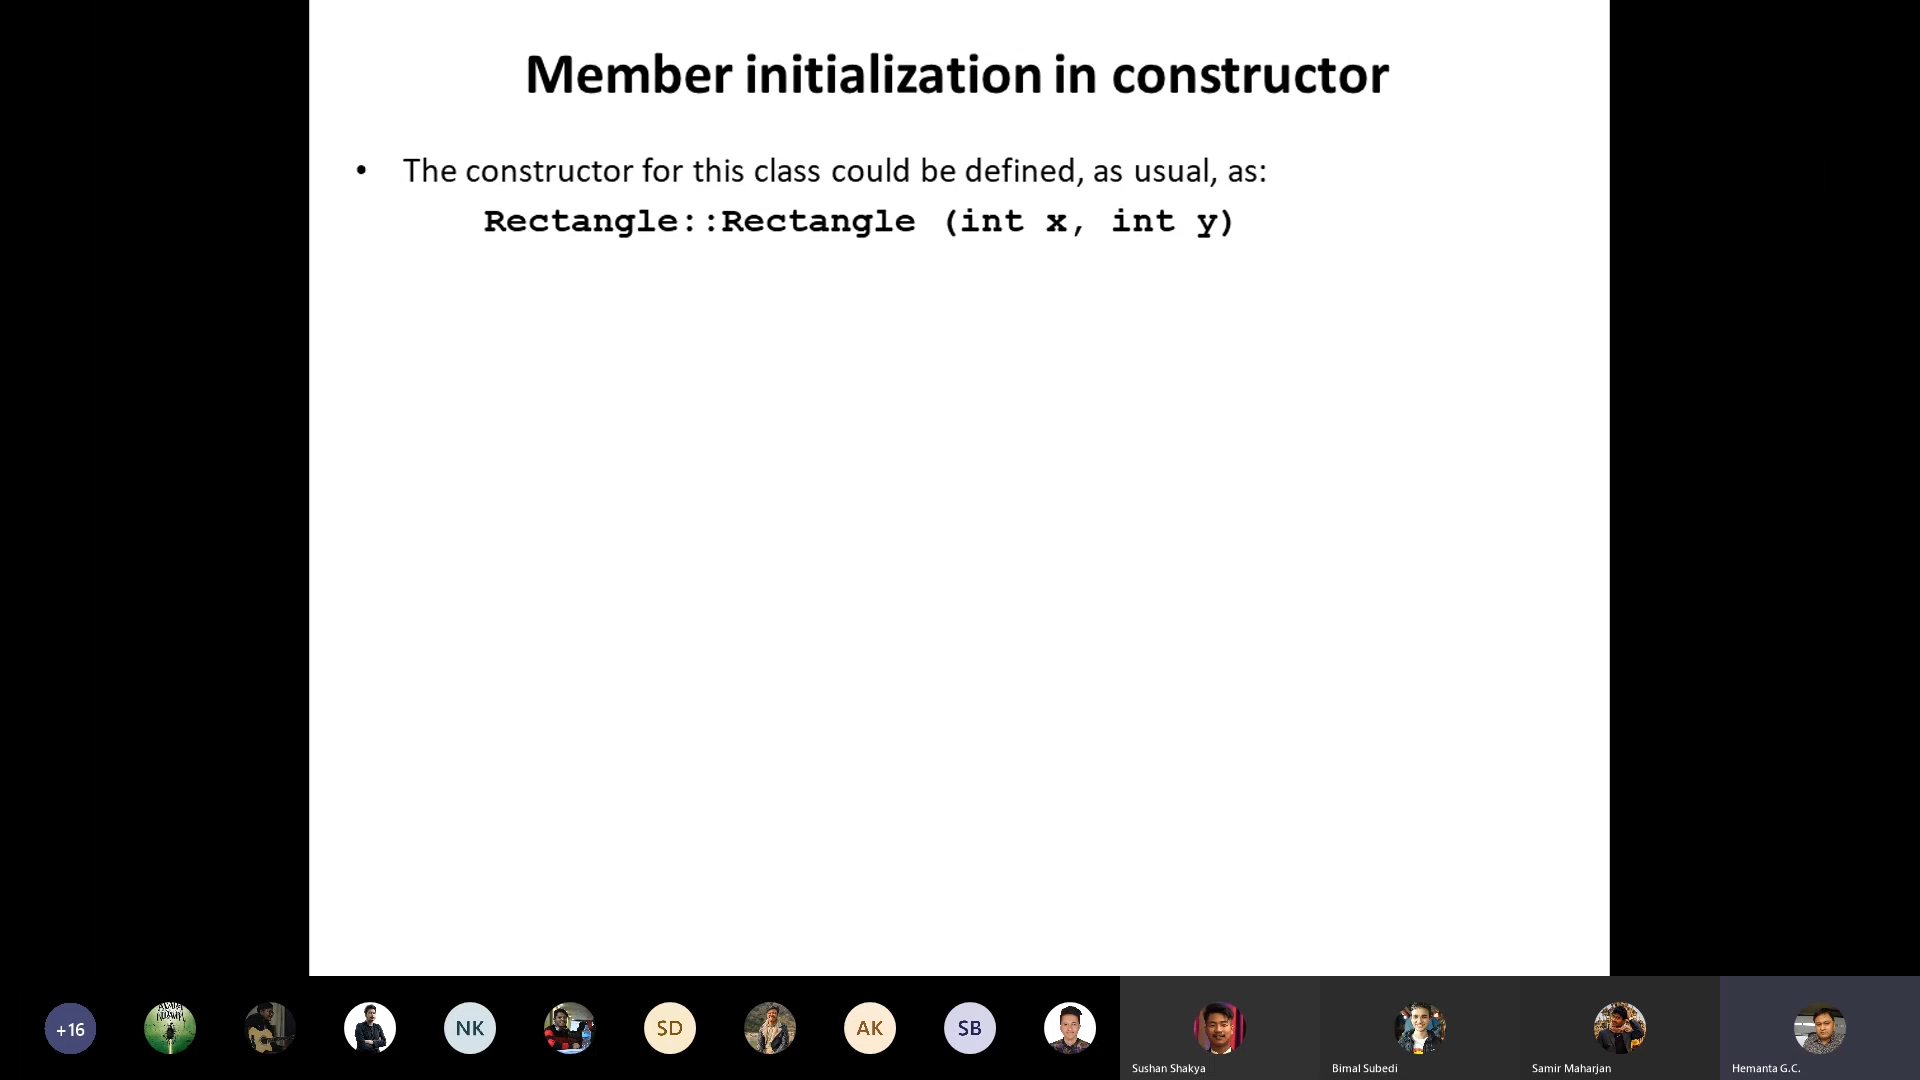 Member initialization in constructor
• The constructor for this class could be defined, as usual, as:
Rectangle::Rectangle (int x, int y)
+16
NK
SD
AK
SB
Sushan Shakya
Bimal Subedi
Samir Maharjan
Hemanta G.C.